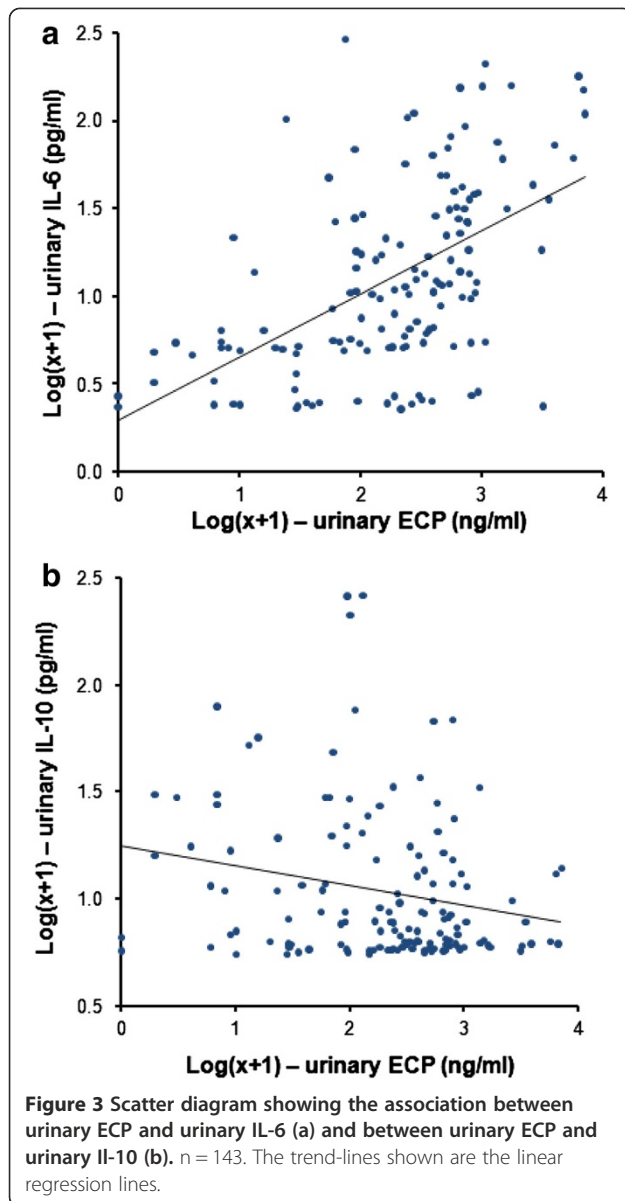 a
2.5
2.0
1.5
1.0
0.5
0.0
Log(x+1) – urinary IL-6 (pg/ml)
0 1 2 3 4
Log(x+1) – urinary ECP (ng/ml)
b
2.5
2.0
1.5
1.0
0.5
Log(x+1) – urinary IL-10 (pg/ml)
0 1 2 3 4
Log(x+1) – urinary ECP (ng/ml)
Figure 3 Scatter diagram showing the association between
urinary ECP and urinary IL-6 (a) and between urinary ECP and
urinary Il-10 (b). n = 143. The trend-lines shown are the linear
regression lines.